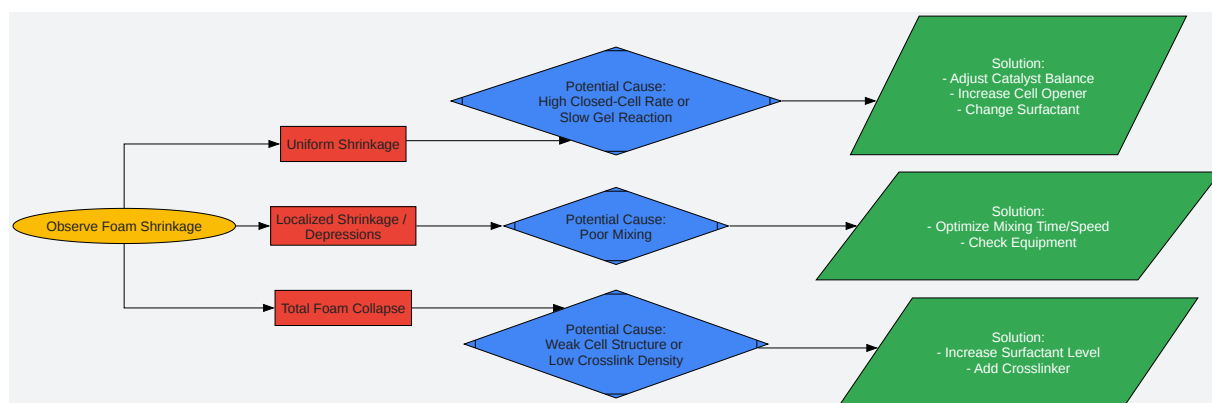 Observe Foam Shrinkage
Uniform Shrinkage
Potential Cause:
High Closed-Cell Rate or
Slow Gel Reaction
Solution:
- Adjust Catalyst Balance
- Increase Cell Opener
- Change Surfactant
Localized Shrinkage /
Depressions
Potential Cause:
Poor Mixing
Solution:
- Optimize Mixing Time/Speed
- Check Equipment
Total Foam Collapse
Potential Cause:
Weak Cell Structure or
Low Crosslink Density
Solution:
- Increase Surfactant Level
- Add Crosslinker